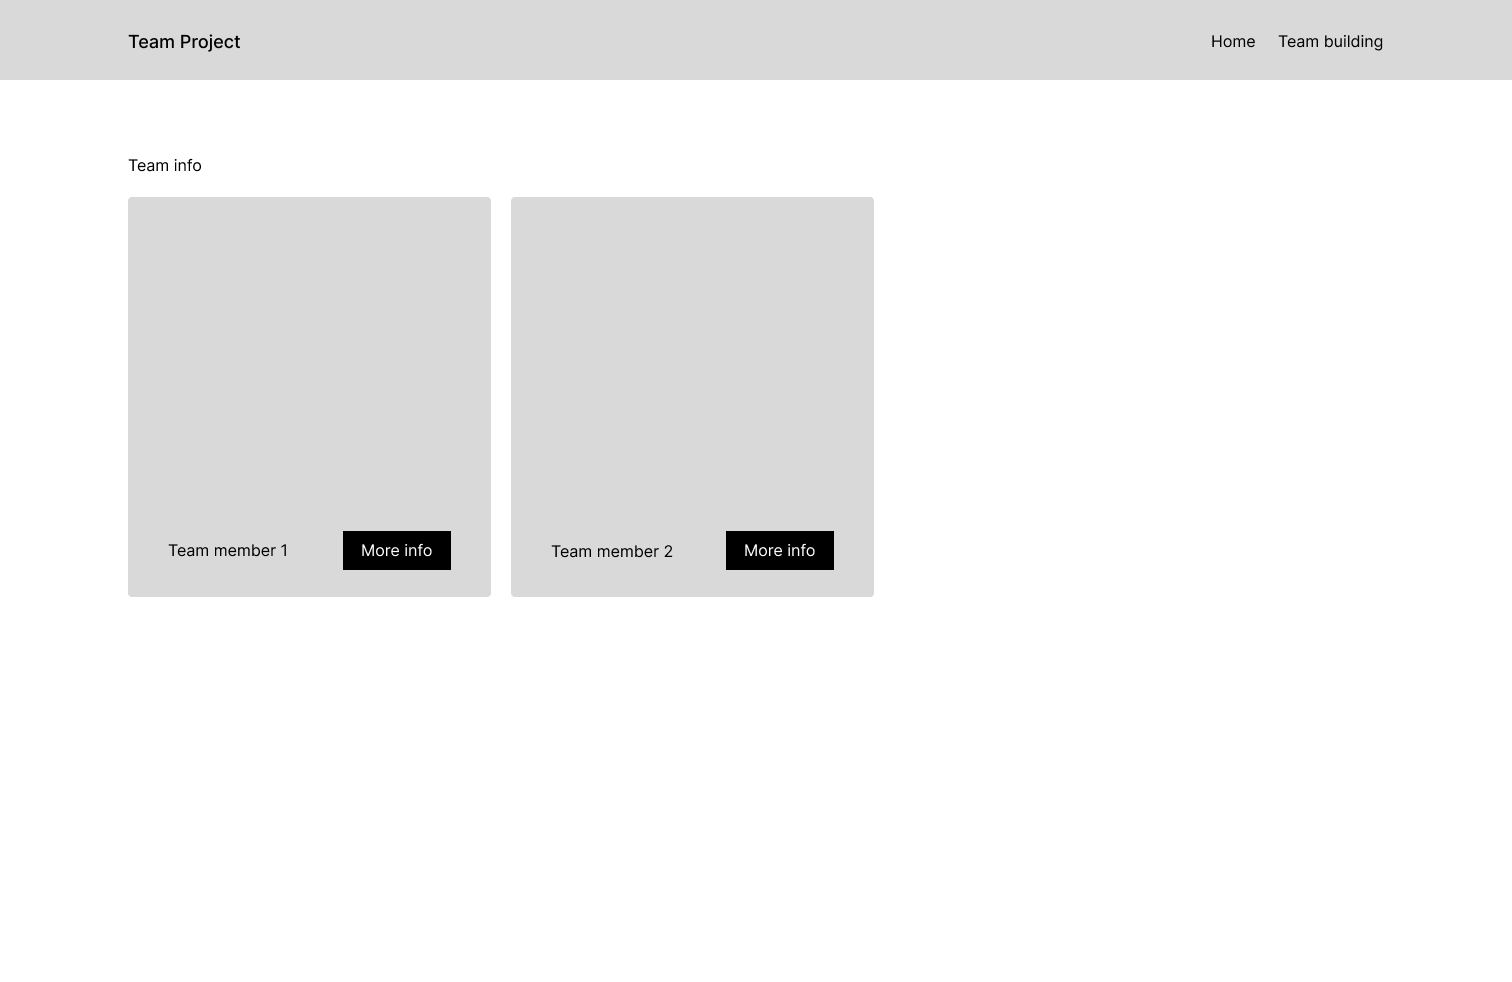 Team Project
Home
Team building
Team info
Team member 1
More info
Team member 2
More info